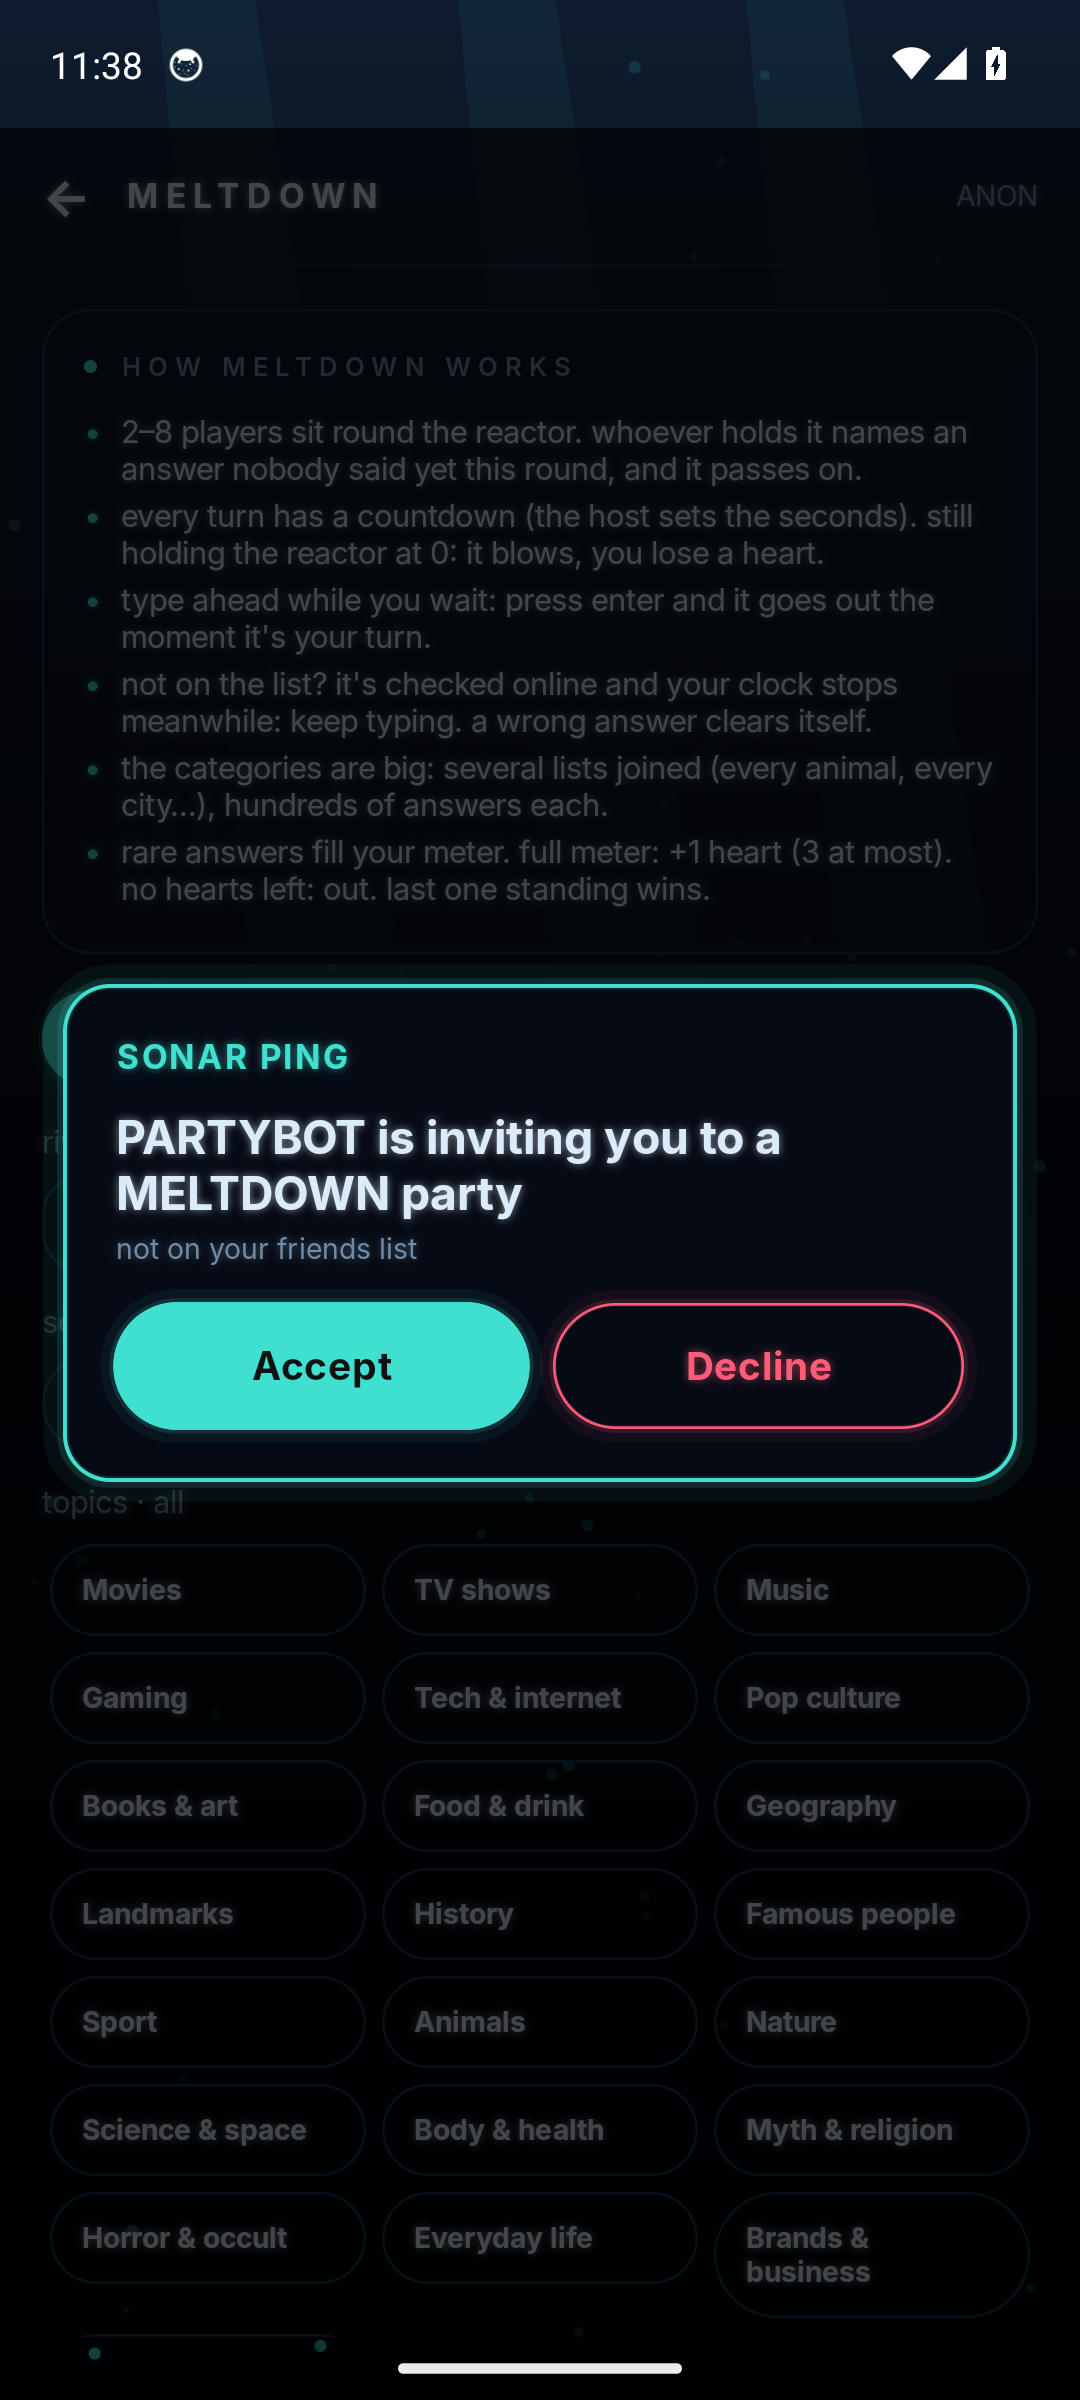 11:38
MELTDOWN
ANON
HOW MELTDOWN WORKS
2–8 players sit round the reactor. whoever holds it names an
answer nobody said yet this round, and it passes on.
every turn has a countdown (the host sets the seconds). still
holding the reactor at 0: it blows, you lose a heart.
type ahead while you wait: press enter and it goes out the
moment it's your turn.
not on the list? it's checked online and your clock stops
meanwhile: keep typing. a wrong answer clears itself.
the categories are big: several lists joined (every animal, every
city...), hundreds of answers each.
rare answers fill your meter. full meter: +1 heart (3 at most).
no hearts left: out. last one standing wins.
SONAR PING
PARTYBOT is inviting you to a
MELTDOWN party
not on your friends list
Accept
Decline
topics · all
Movies
TV shows
Music
Gaming
Tech & internet
Pop culture
Books & art
Food & drink
Geography
Landmarks
History
Famous people
Sport
Animals
Nature
Science & space
Body & health
Myth & religion
Horror & occult
Everyday life
Brands &
business